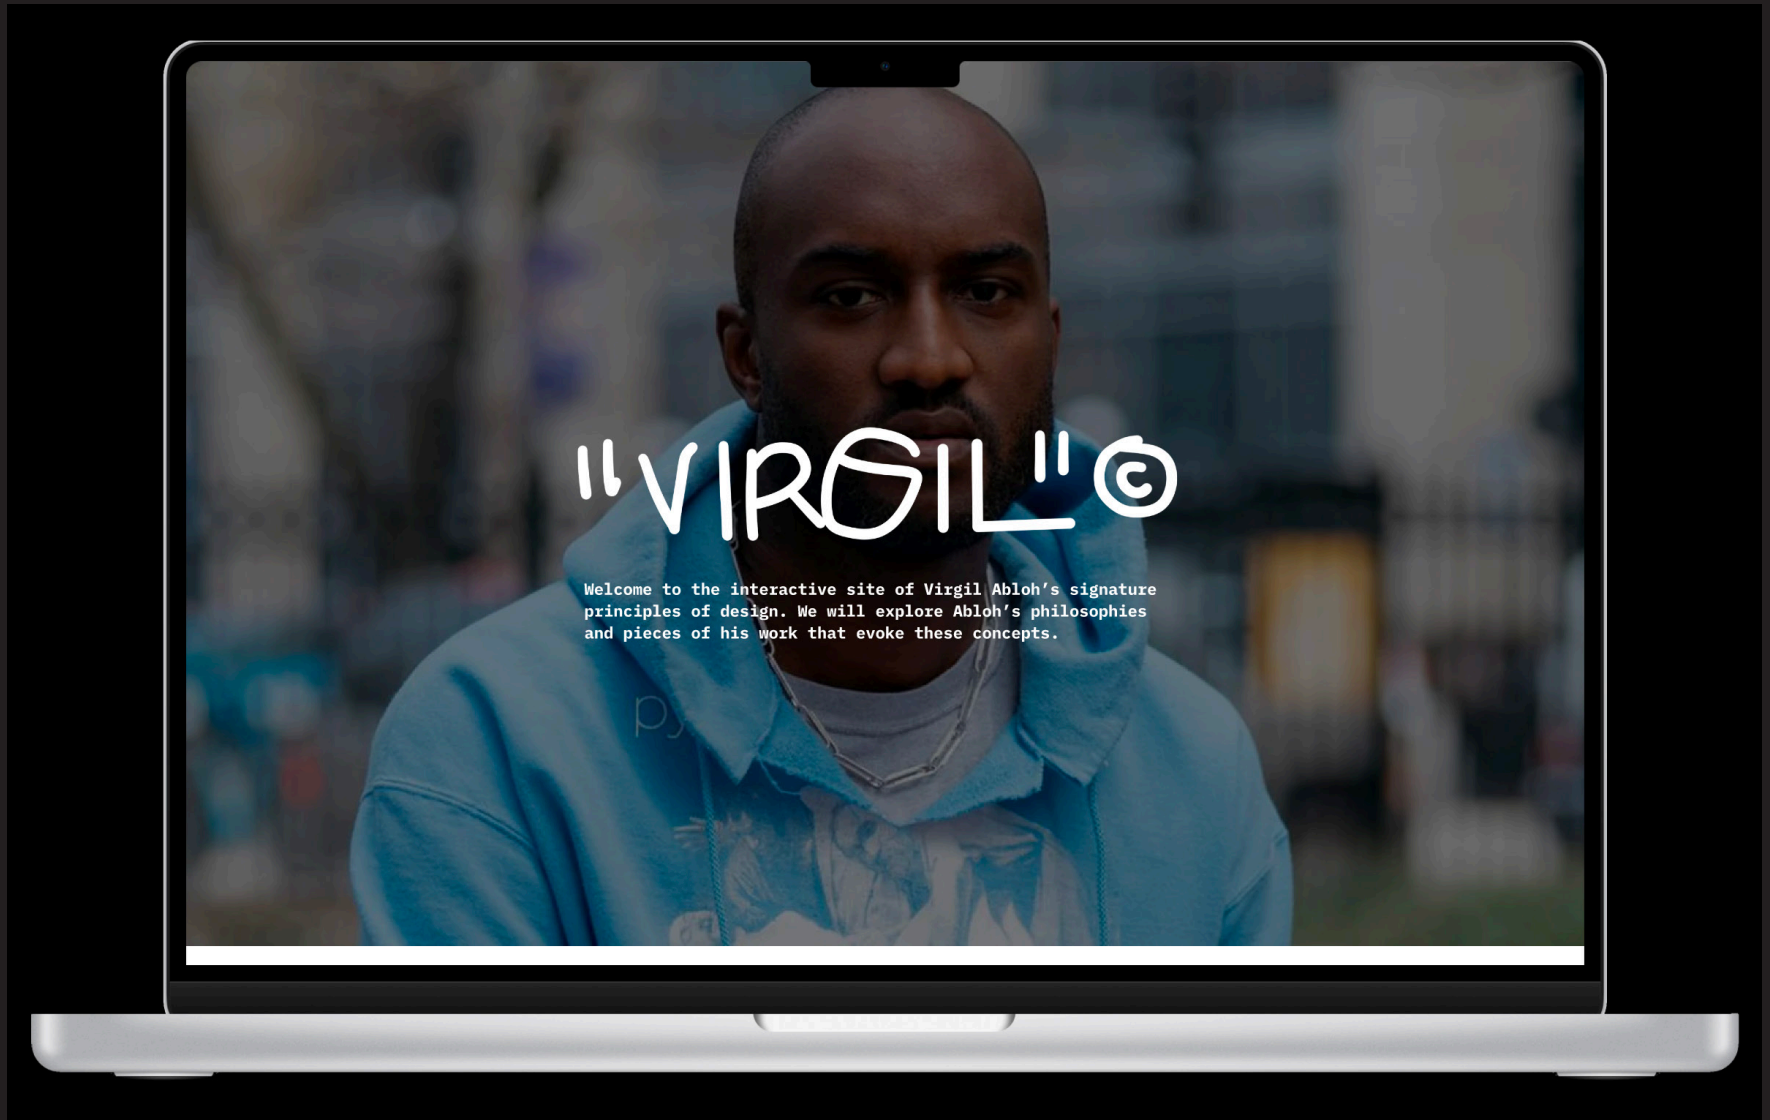 "VIRGIL"©
Welcome to the interactive site of Virgil Abloh’s signature
principles of design. We will explore Abloh’s philosophies
and pieces of his work that evoke these concepts.
py